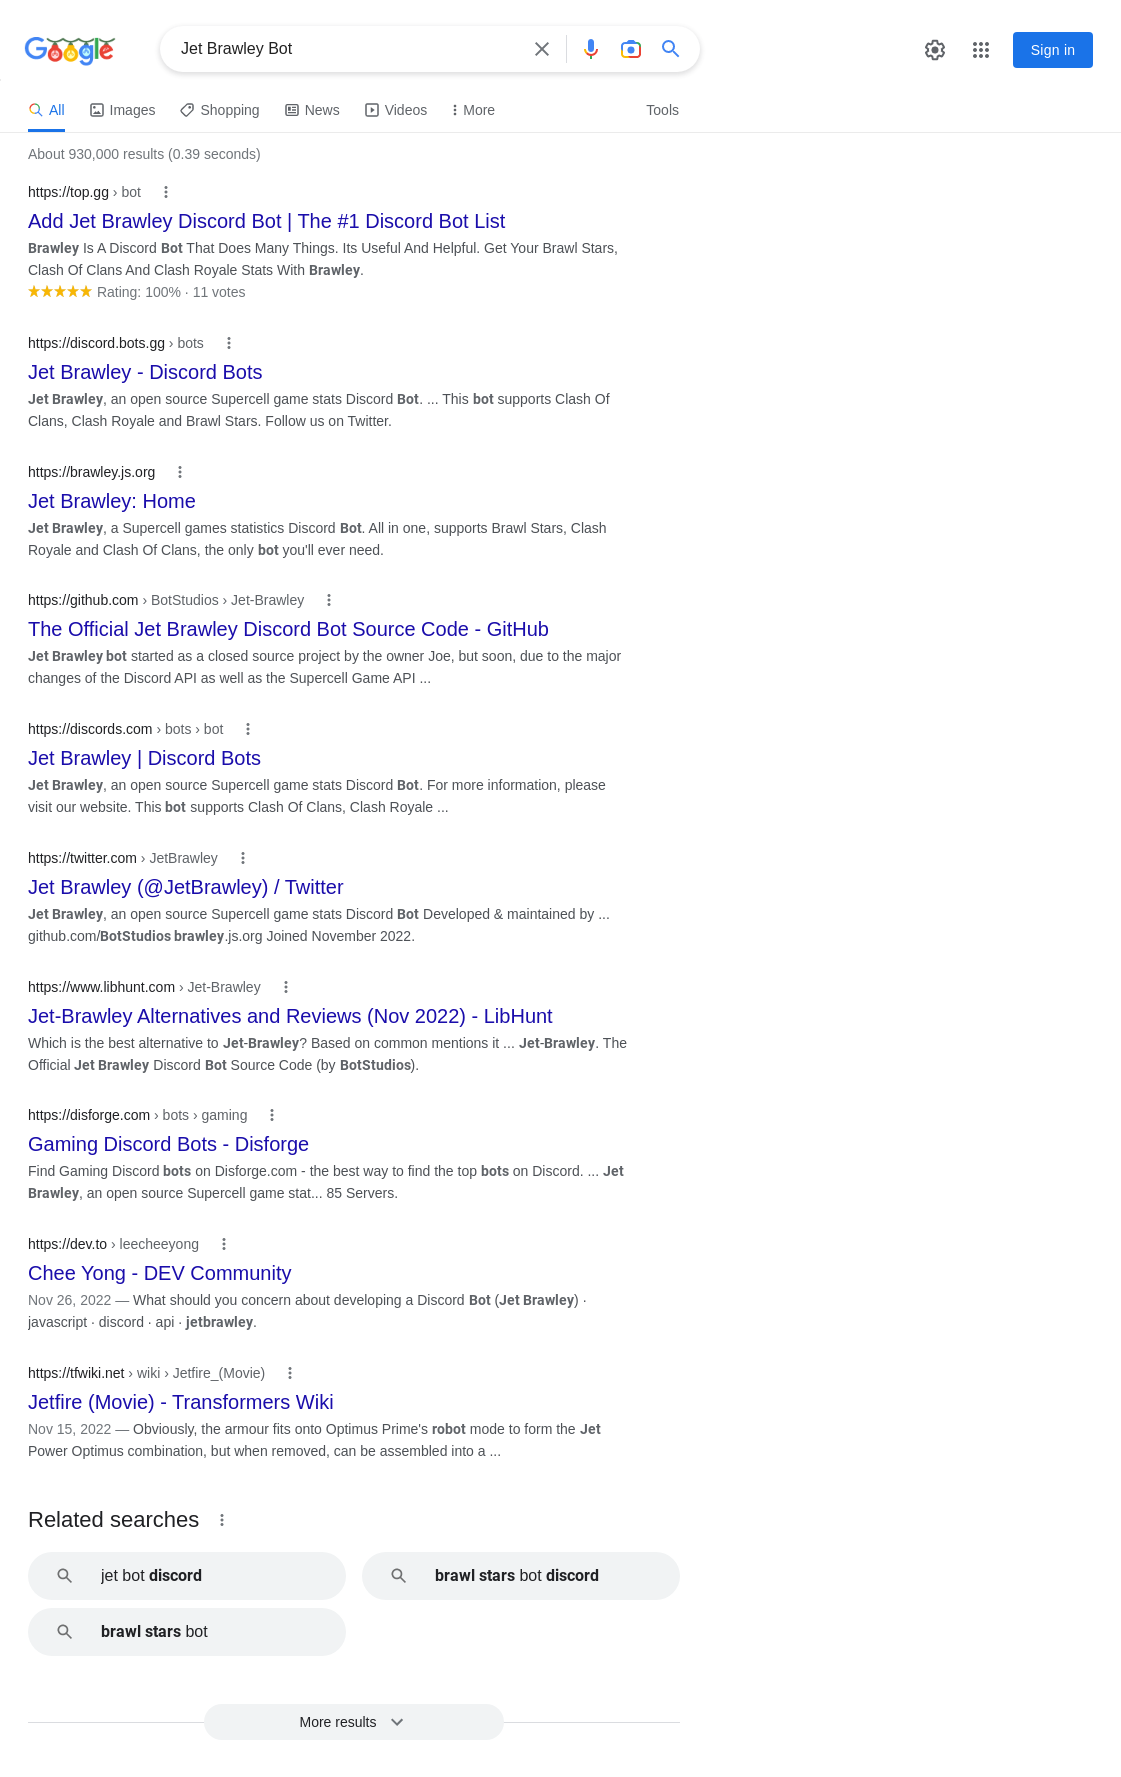 Google
Jet Brawley Bot
Sign in
All Images Shopping News Videos More Tools
About 930,000 results (0.39 seconds)
https://top.gg › bot
Add Jet Brawley Discord Bot | The #1 Discord Bot List
Brawley Is A Discord Bot That Does Many Things. Its Useful And Helpful. Get Your Brawl Stars,
Clash Of Clans And Clash Royale Stats With Brawley.
Rating: 100% · 11 votes
https://discord.bots.gg › bots
Jet Brawley - Discord Bots
Jet Brawley, an open source Supercell game stats Discord Bot. ... This bot supports Clash Of
Clans, Clash Royale and Brawl Stars. Follow us on Twitter.
https://brawley.js.org
Jet Brawley: Home
Jet Brawley, a Supercell games statistics Discord Bot. All in one, supports Brawl Stars, Clash
Royale and Clash Of Clans, the only bot you'll ever need.
https://github.com › BotStudios › Jet-Brawley
The Official Jet Brawley Discord Bot Source Code - GitHub
Jet Brawley bot started as a closed source project by the owner Joe, but soon, due to the major
changes of the Discord API as well as the Supercell Game API ...
https://discords.com › bots › bot
Jet Brawley | Discord Bots
Jet Brawley, an open source Supercell game stats Discord Bot. For more information, please
visit our website. This bot supports Clash Of Clans, Clash Royale ...
https://twitter.com › JetBrawley
Jet Brawley (@JetBrawley) / Twitter
Jet Brawley, an open source Supercell game stats Discord Bot Developed & maintained by ...
github.com/BotStudios brawley.js.org Joined November 2022.
https://www.libhunt.com › Jet-Brawley
Jet-Brawley Alternatives and Reviews (Nov 2022) - LibHunt
Which is the best alternative to Jet-Brawley? Based on common mentions it ... Jet-Brawley. The
Official Jet Brawley Discord Bot Source Code (by BotStudios).
https://disforge.com › bots › gaming
Gaming Discord Bots - Disforge
Find Gaming Discord bots on Disforge.com - the best way to find the top bots on Discord. ... Jet
Brawley, an open source Supercell game stat... 85 Servers.
https://dev.to › leecheeyong
Chee Yong - DEV Community
Nov 26, 2022 — What should you concern about developing a Discord Bot (Jet Brawley) ·
javascript · discord · api · jetbrawley.
https://tfwiki.net › wiki › Jetfire_(Movie)
Jetfire (Movie) - Transformers Wiki
Nov 15, 2022 — Obviously, the armour fits onto Optimus Prime's robot mode to form the Jet
Power Optimus combination, but when removed, can be assembled into a ...
Related searches
jet bot discord
brawl stars bot discord
brawl stars bot
More results